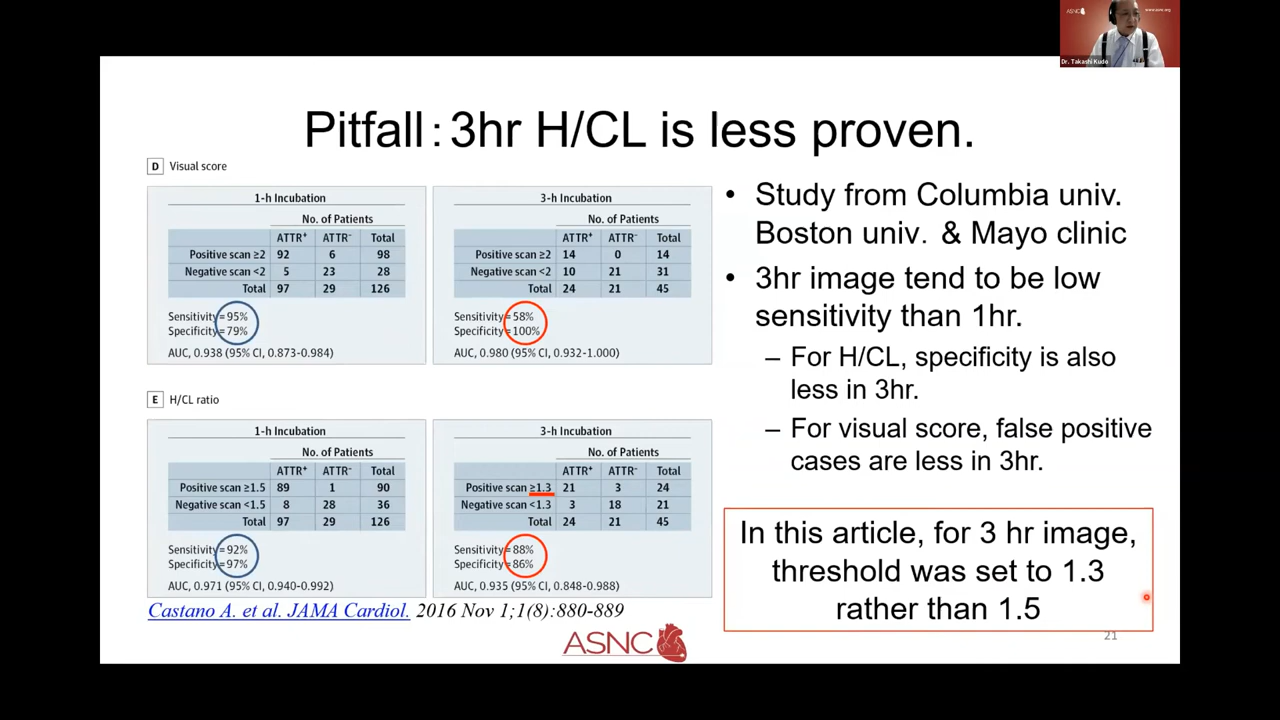 ASNC
Dr. Takashi Kudo
Pitfall:3hr H/CL is less proven.
D Visual score
1-h Incubation
No. of Patients
ATTR+ ATTR− Total
Positive scan ≥2 92 6 98
Negative scan <2 5 23 28
Total 97 29 126
Sensitivity=95%
Specificity=79%
AUC, 0.938 (95% CI, 0.873-0.984)
3-h Incubation
No. of Patients
ATTR+ ATTR− Total
Positive scan ≥2 14 0 14
Negative scan <2 10 21 31
Total 24 21 45
Sensitivity=58%
Specificity=100%
AUC, 0.980 (95% CI, 0.932-1.000)
E H/CL ratio
1-h Incubation
No. of Patients
ATTR+ ATTR− Total
Positive scan ≥1.5 89 1 90
Negative scan <1.5 8 28 36
Total 97 29 126
Sensitivity=92%
Specificity=97%
AUC, 0.971 (95% CI, 0.940-0.992)
3-h Incubation
No. of Patients
ATTR+ ATTR− Total
Positive scan ≥1.3 21 3 24
Negative scan <1.3 3 18 21
Total 24 21 45
Sensitivity=88%
Specificity=86%
AUC, 0.935 (95% CI, 0.848-0.988)
Castano A. et al. JAMA Cardiol. 2016 Nov 1;1(8):880-889
• Study from Columbia univ.
Boston univ. & Mayo clinic
• 3hr image tend to be low
sensitivity than 1hr.
– For H/CL, specificity is also
less in 3hr.
– For visual score, false positive
cases are less in 3hr.
In this article, for 3 hr image,
threshold was set to 1.3
rather than 1.5
ASNC
21